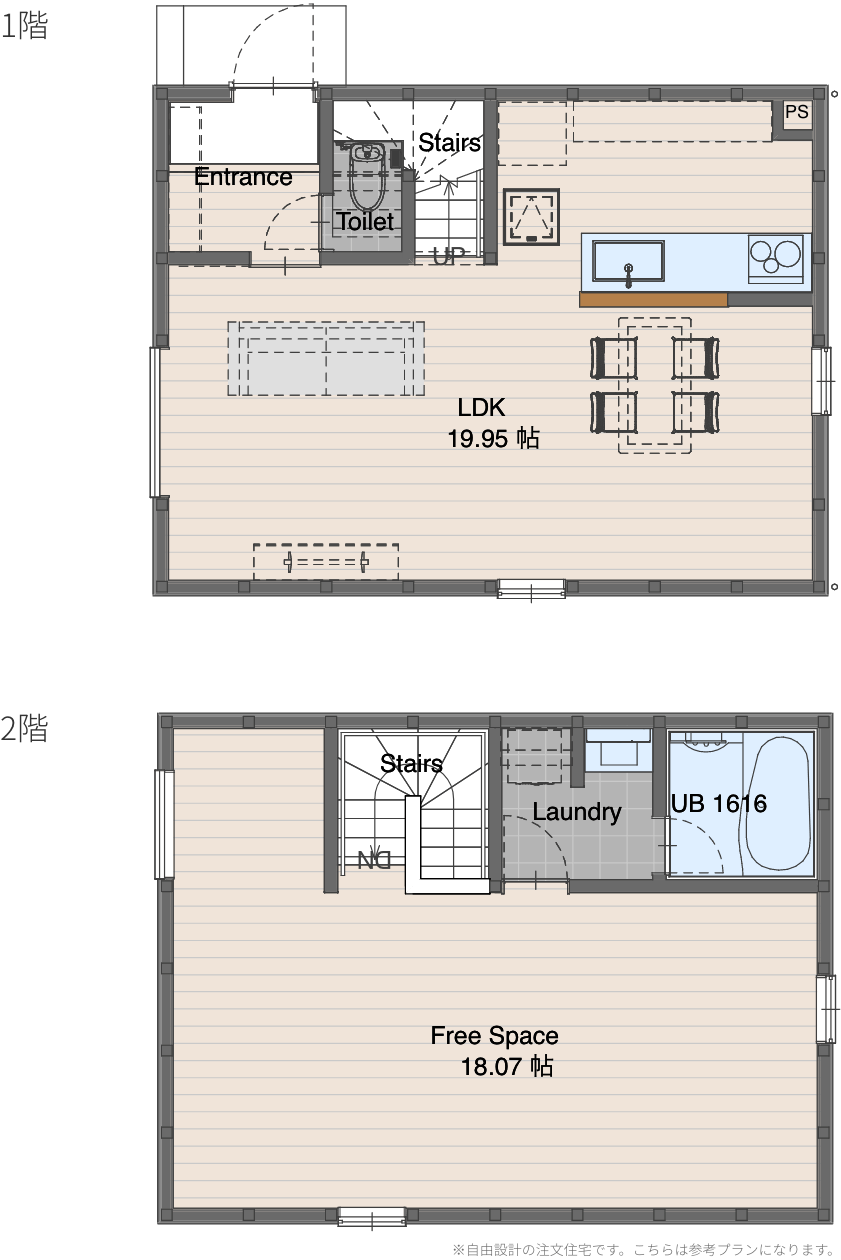 1階
PS
Stairs
Entrance
Toilet
UP
LDK
19.95 帖
2階
Stairs
UB 1616
Laundry
DN
Free Space
18.07 帖
※自由設計の注文住宅です。こちらは参考プランになります。